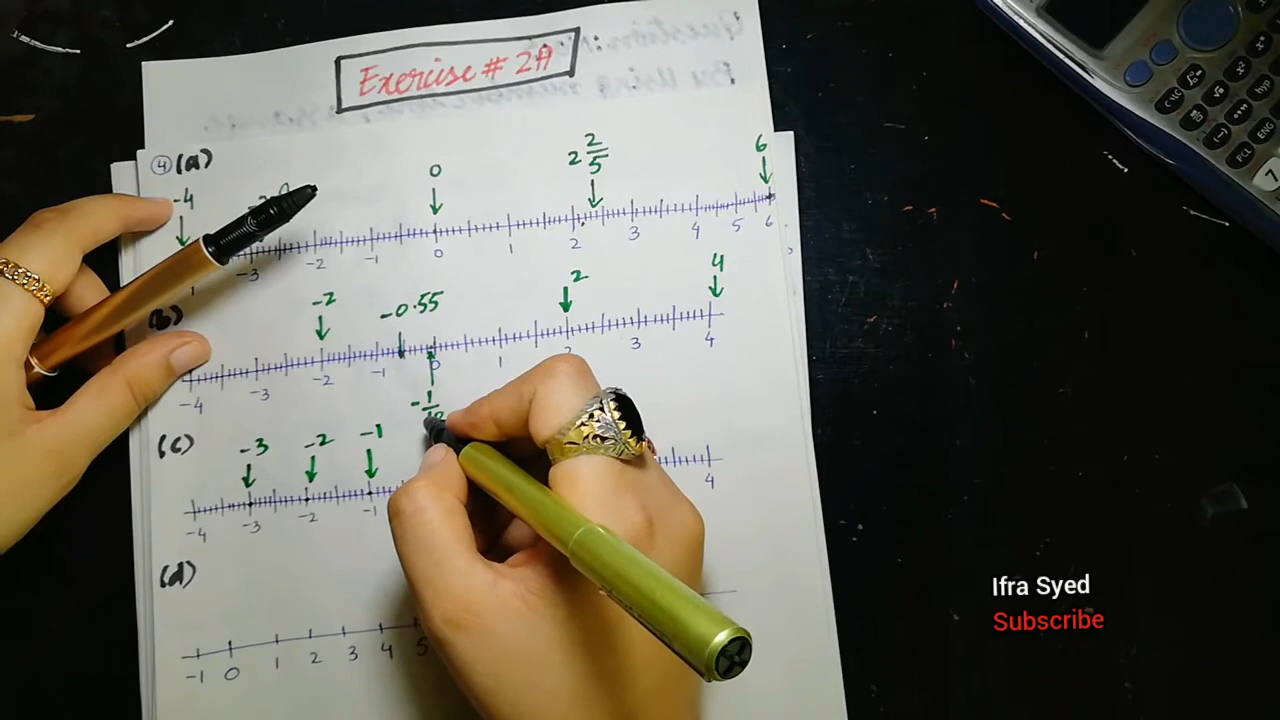 Exercise # 2A
④ (a)
-4
0
2 2/5
6
-3 -2 -1 0 1 2 3 4 5 6
(b)
-2 -0.55 2 4
-4 -3 -2 -1 0 1 2 3 4
(c)
-3 -2 -1
-4 -3 -2 -1 4
(d)
-1 0 1 2 3 4 5
Ifra Syed
Subscribe